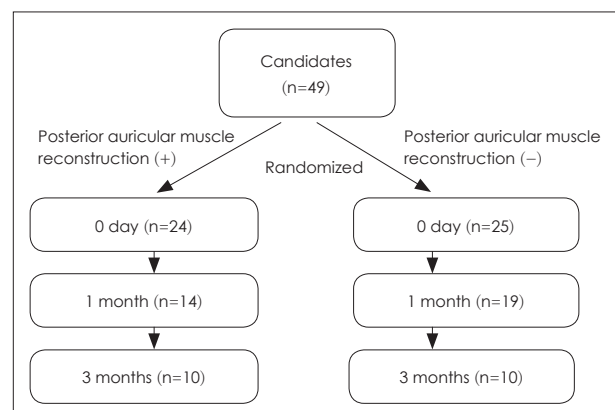 Candidates
(n=49)
Posterior auricular muscle
reconstruction (+)
Randomized
Posterior auricular muscle
reconstruction (−)
0 day (n=24)
0 day (n=25)
1 month (n=14)
1 month (n=19)
3 months (n=10)
3 months (n=10)